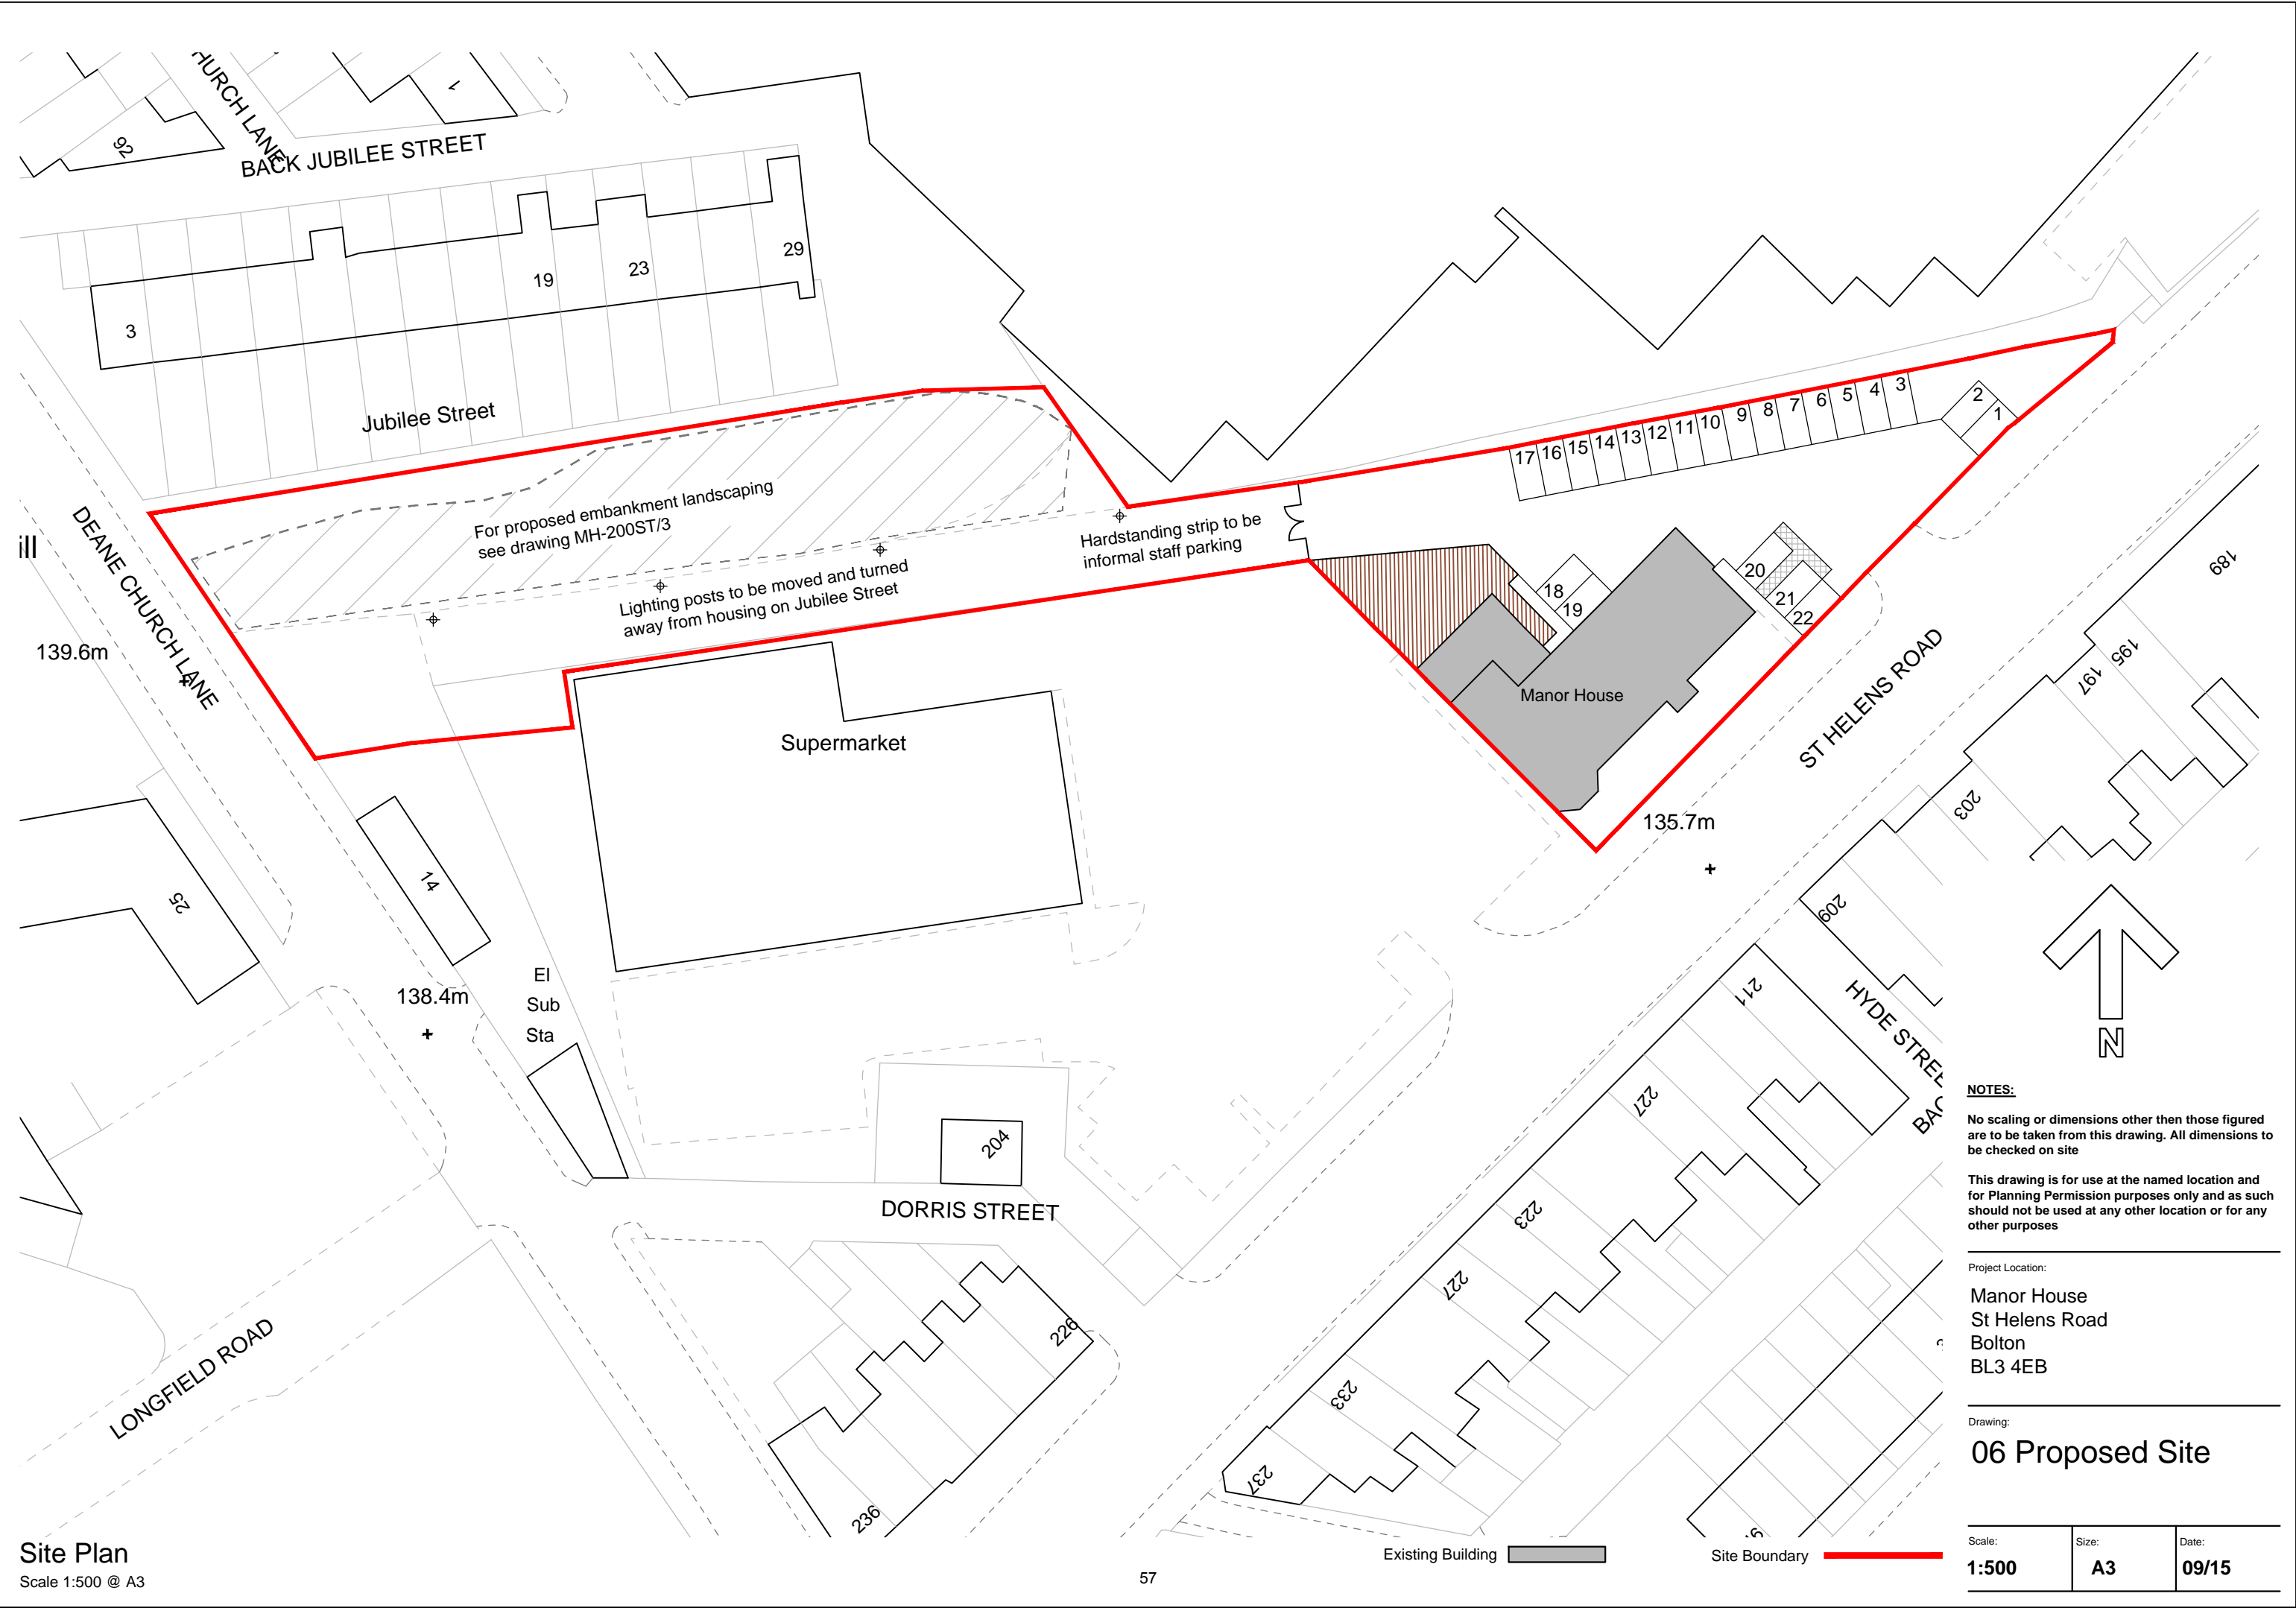 HURCH LANE
1
92
BACK JUBILEE STREET
3
19
23
29
Jubilee Street
For proposed embankment landscaping
see drawing MH-200ST/3
Lighting posts to be moved and turned
away from housing on Jubilee Street
Hardstanding strip to be
informal staff parking
17
16
15
14
13
12
11
10
9
8
7
6
5
4
3
2
1
18
19
20
21
22
Manor House
ill
DEANE CHURCH LANE
139.6m
Supermarket
ST HELENS ROAD
135.7m
189
195
197
203
209
211
HYDE STREE
BAC
25
14
138.4m
El
Sub
Sta
204
DORRIS STREET
227
223
227
233
237
226
236
LONGFIELD ROAD
N
NOTES:
No scaling or dimensions other then those figured
are to be taken from this drawing. All dimensions to
be checked on site
This drawing is for use at the named location and
for Planning Permission purposes only and as such
should not be used at any other location or for any
other purposes
Project Location:
Manor House
St Helens Road
Bolton
BL3 4EB
Drawing:
06 Proposed Site
Scale:
1:500
Size:
A3
Date:
09/15
Site Plan
Scale 1:500 @ A3
57
Existing Building
Site Boundary